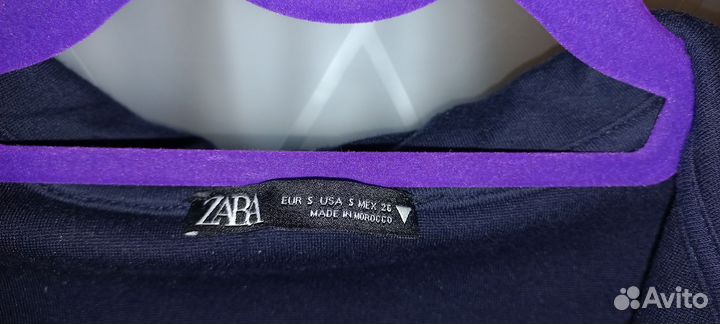 ZARA
EUR S USA S MEX 26
MADE IN MOROCCO
Avito